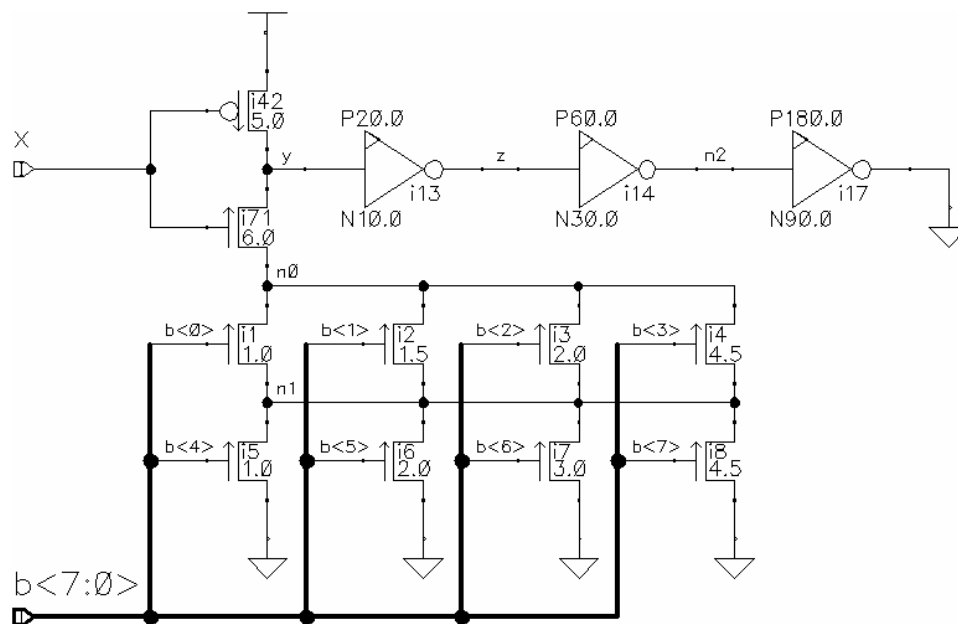 i42
5.0
P20.0
P60.0
P180.0
X
y
z
n2
i13
i14
i17
i71
6.0
N10.0
N30.0
N90.0
n0
b<0>
i1
1.0
b<1>
i2
1.5
b<2>
i3
2.0
b<3>
i4
4.5
n1
b<4>
i5
1.0
b<5>
i6
2.0
b<6>
i7
3.0
b<7>
i8
4.5
b<7:0>